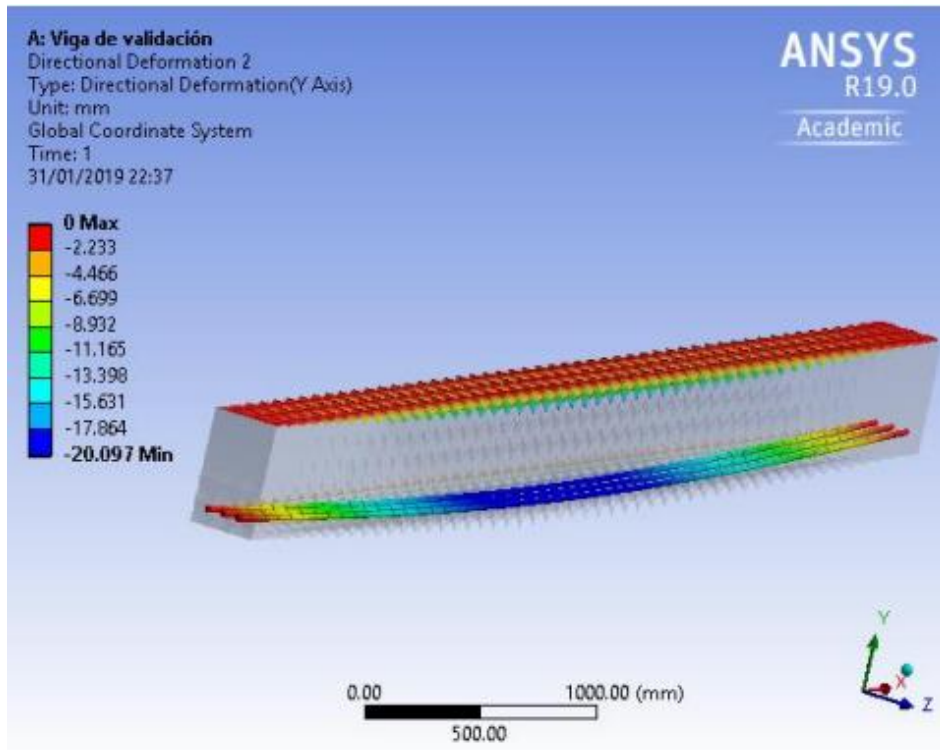 A: Viga de validación
Directional Deformation 2
Type: Directional Deformation(Y Axis)
Unit: mm
Global Coordinate System
Time: 1
31/01/2019 22:37
ANSYS
R19.0
Academic
0 Max
-2.233
-4.466
-6.699
-8.932
-11.165
-13.398
-15.631
-17.864
-20.097 Min
Y
X
Z
0.00 1000.00 (mm)
500.00